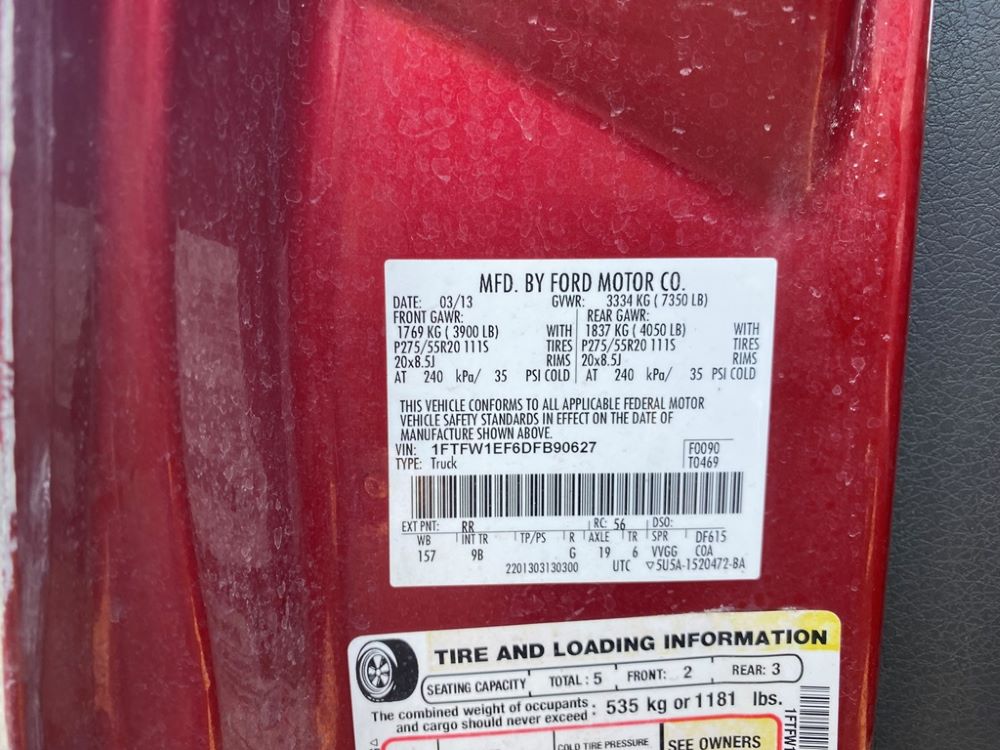 MFD. BY FORD MOTOR CO.
DATE: 03/13 GVWR: 3334 KG ( 7350 LB)
FRONT GAWR: REAR GAWR:
1769 KG ( 3900 LB) WITH 1837 KG ( 4050 LB) WITH
P275/55R20 111S TIRES P275/55R20 111S TIRES
20x8.5J RIMS 20x8.5J RIMS
AT 240 kPa/ 35 PSI COLD AT 240 kPa/ 35 PSI COLD
THIS VEHICLE CONFORMS TO ALL APPLICABLE FEDERAL MOTOR
VEHICLE SAFETY STANDARDS IN EFFECT ON THE DATE OF
MANUFACTURE SHOWN ABOVE.
VIN: 1FTFW1EF6DFB90627 F0090
TYPE: Truck T0469
EXT PNT: RR RC: 56 DSO:
WB INT TR TP/PS R AXLE TR SPR DF615
157 9B G 19 6 VVGG COA
2201303130300 UTC ▽5U5A-1520472-BA
TIRE AND LOADING INFORMATION
SEATING CAPACITY TOTAL : 5 FRONT: 2 REAR: 3
The combined weight of occupants
and cargo should never exceed : 535 kg or 1181 lbs.
COLD TIRE PRESSURE SEE OWNERS
1FTFW